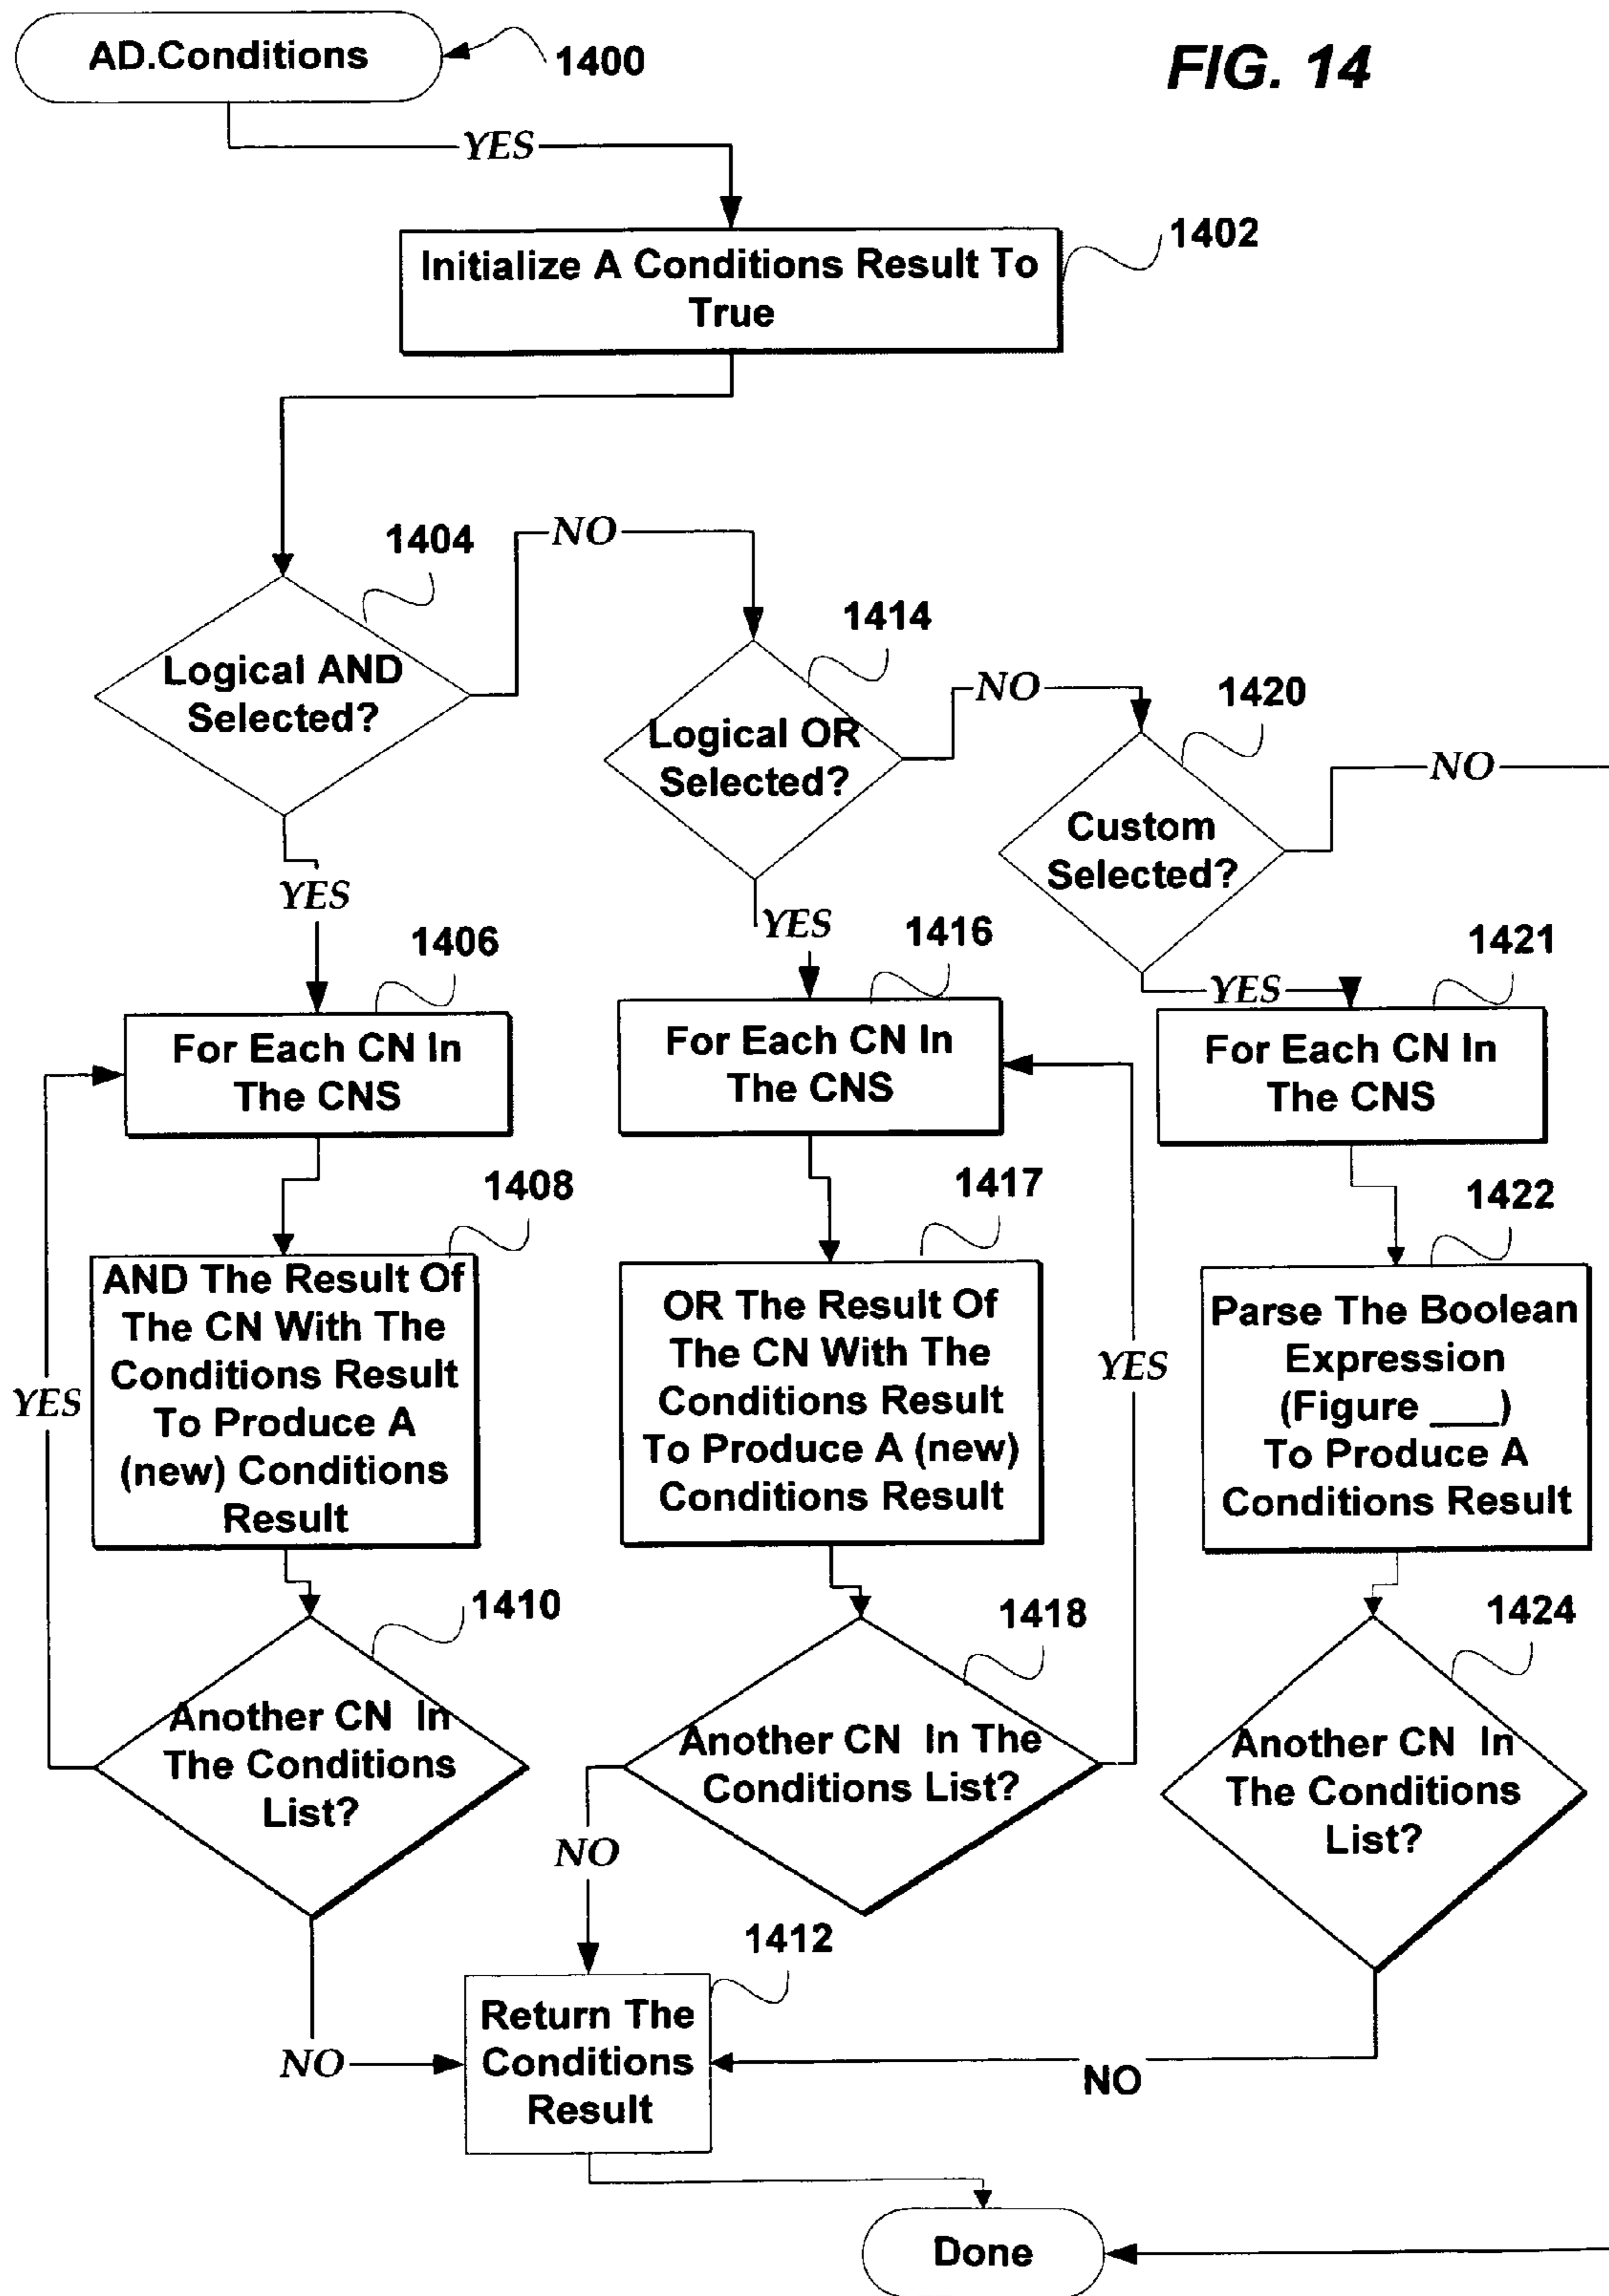 AD.Conditions
1400
FIG. 14
YES
Initialize A Conditions Result To
True
1402
NO
1404
Logical AND
Selected?
1414
Logical OR
Selected?
NO
1420
Custom
Selected?
NO
YES
YES
YES
1406
For Each CN In
The CNS
1416
For Each CN In
The CNS
1421
For Each CN In
The CNS
1408
AND The Result Of
The CN With The
Conditions Result
To Produce A
(new) Conditions
Result
1417
OR The Result Of
The CN With The
Conditions Result
To Produce A (new)
Conditions Result
1422
Parse The Boolean
Expression
(Figure ___)
To Produce A
Conditions Result
YES
YES
1410
Another CN In
The Conditions
List?
1418
Another CN In The
Conditions List?
1424
Another CN In
The Conditions
List?
NO
1412
Return The
Conditions
Result
NO
NO
Done